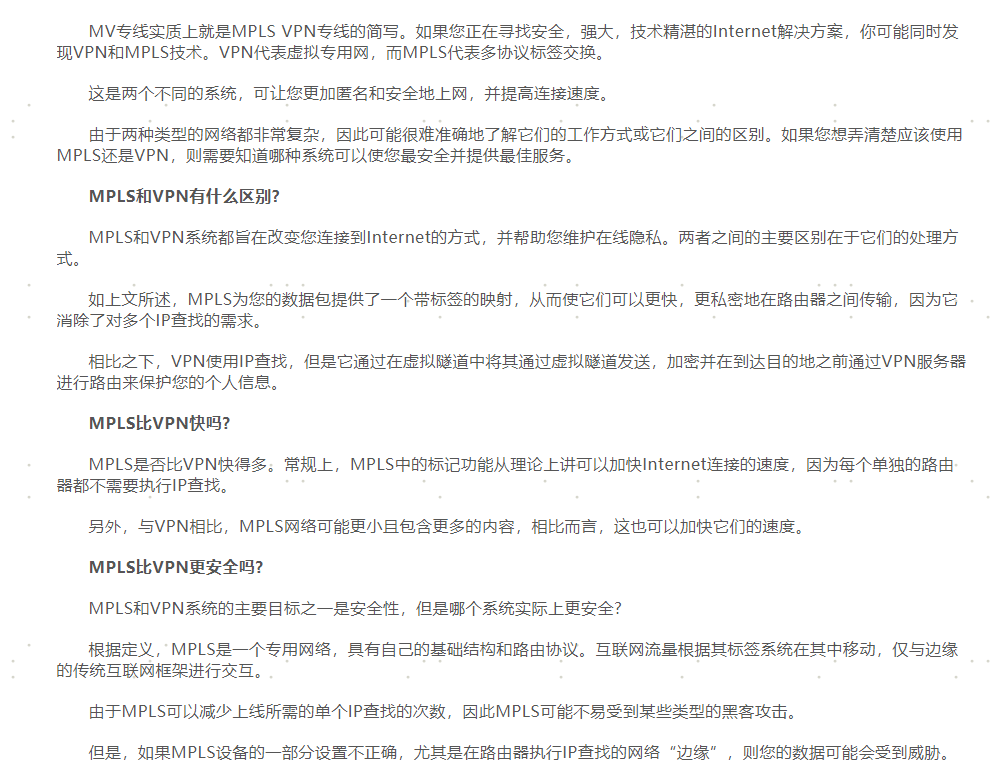 MV专线实质上就是MPLS VPN专线的简写。如果您正在寻找安全，强大，技术精湛的Internet解决方案，你可能同时发
现VPN和MPLS技术。VPN代表虚拟专用网，而MPLS代表多协议标签交换。
这是两个不同的系统，可让您更加匿名和安全地上网，并提高连接速度。
由于两种类型的网络都非常复杂，因此可能很难准确地了解它们的工作方式或它们之间的区别。如果您想弄清楚应该使用
MPLS还是VPN，则需要知道哪种系统可以使您最安全并提供最佳服务。
MPLS和VPN有什么区别?
MPLS和VPN系统都旨在改变您连接到Internet的方式，并帮助您维护在线隐私。两者之间的主要区别在于它们的处理方
式。
如上文所述，MPLS为您的数据包提供了一个带标签的映射，从而使它们可以更快，更私密地在路由器之间传输，因为它
消除了对多个IP查找的需求。
相比之下，VPN使用IP查找，但是它通过在虚拟隧道中将其通过虚拟隧道发送，加密并在到达目的地之前通过VPN服务器
进行路由来保护您的个人信息。
MPLS比VPN快吗?
MPLS是否比VPN快得多。常规上，MPLS中的标记功能从理论上讲可以加快Internet连接的速度，因为每个单独的路由
器都不需要执行IP查找。
另外，与VPN相比，MPLS网络可能更小且包含更多的内容，相比而言，这也可以加快它们的速度。
MPLS比VPN更安全吗?
MPLS和VPN系统的主要目标之一是安全性，但是哪个系统实际上更安全?
根据定义，MPLS是一个专用网络，具有自己的基础结构和路由协议。互联网流量根据其标签系统在其中移动，仅与边缘
的传统互联网框架进行交互。
由于MPLS可以减少上线所需的单个IP查找的次数，因此MPLS可能不易受到某些类型的黑客攻击。
但是，如果MPLS设备的一部分设置不正确，尤其是在路由器执行IP查找的网络“边缘”，则您的数据可能会受到威胁。